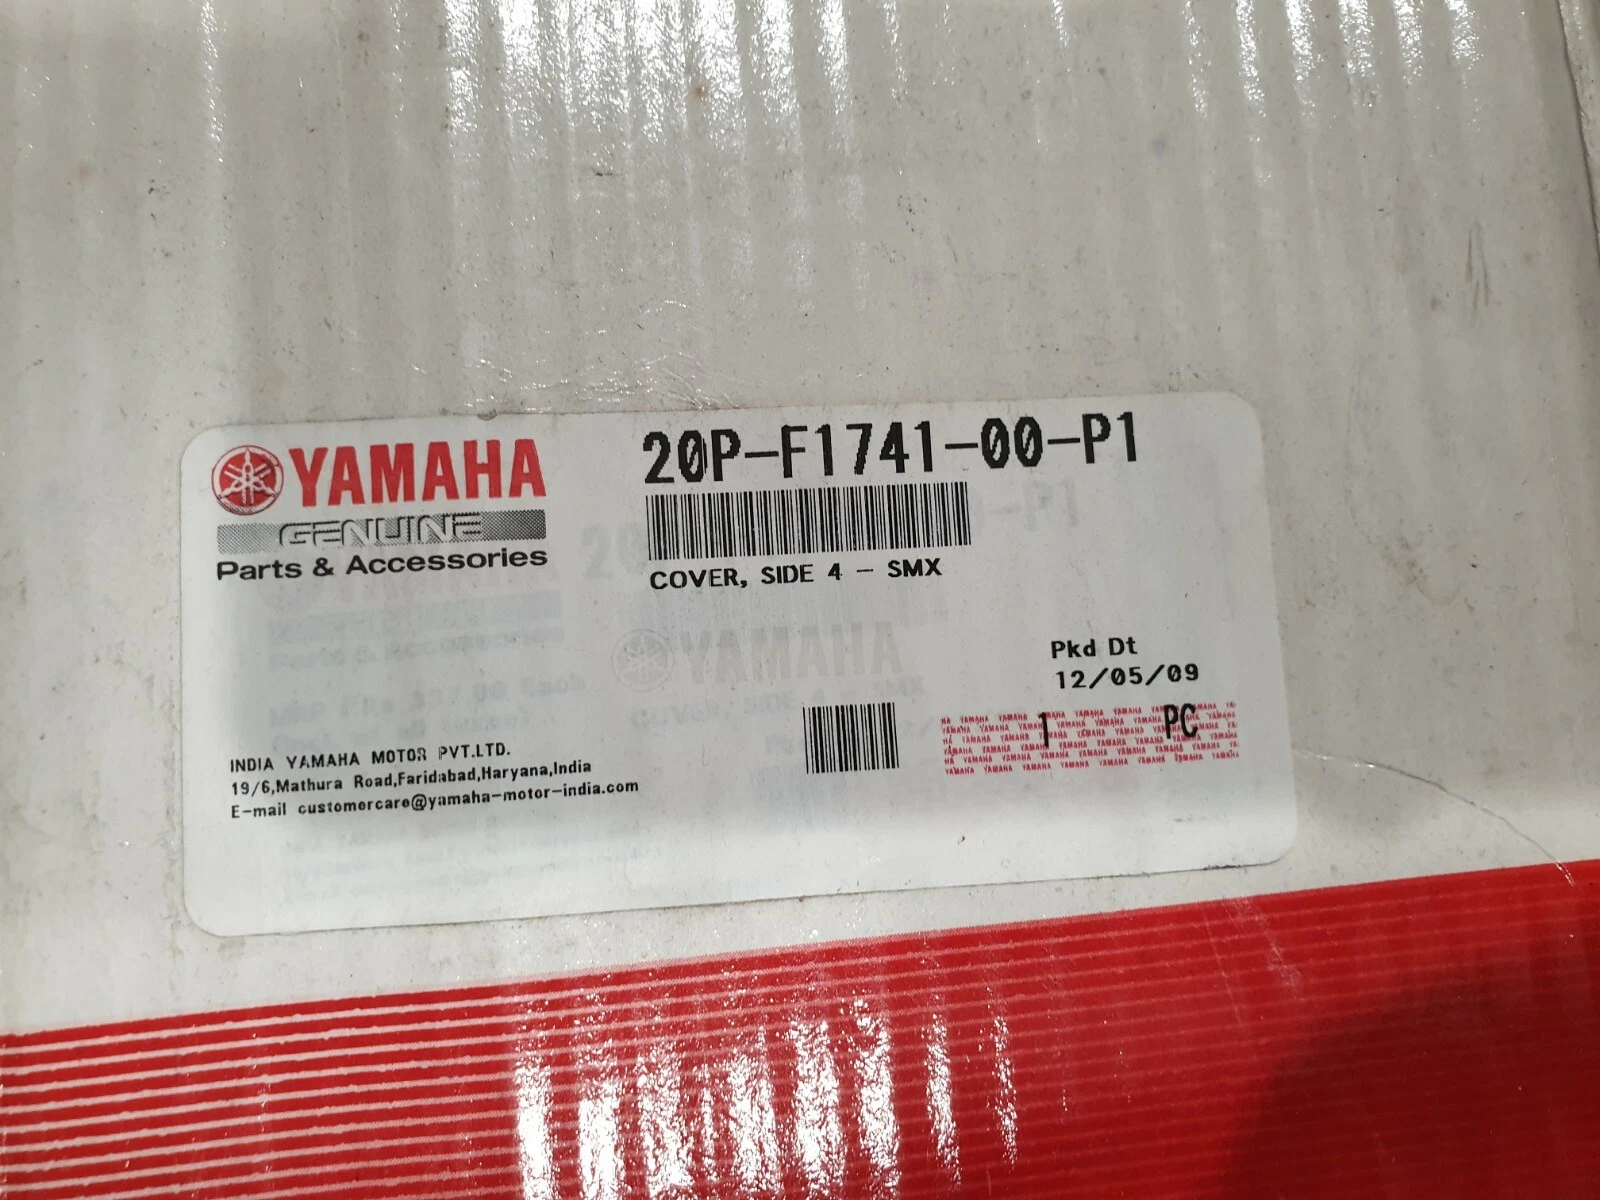 YAMAHA
GENUINE
Parts & Accessories
20P-F1741-00-P1
COVER, SIDE 4 - SMX
YAMAHA
Pkd Dt
12/05/09
1 PC
INDIA YAMAHA MOTOR PVT.LTD.
19/6,Mathura Road,Faridabad,Haryana,India
E-mail customercare@yamaha-motor-india.com